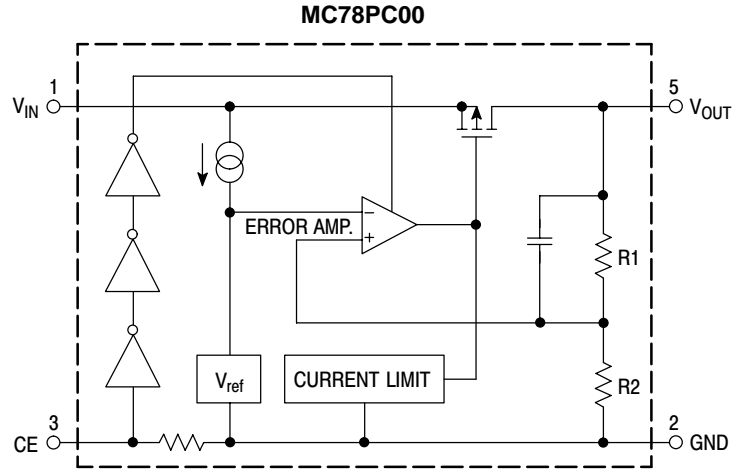 MC78PC00
1
5
V_IN
V_OUT
ERROR AMP.
−
+
R1
V_ref
CURRENT LIMIT
R2
3
2
CE
GND